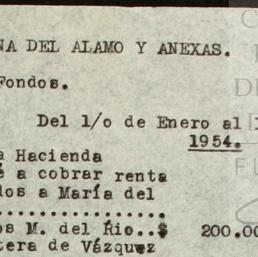 NA DEL ALAMO Y ANEXAS.
Fondos.
Del 1/o de Enero al
1954.
a Hacienda
é a cobrar renta
dos a María del
....................
os M. del Río..$ 200.00
tera de Vázquez